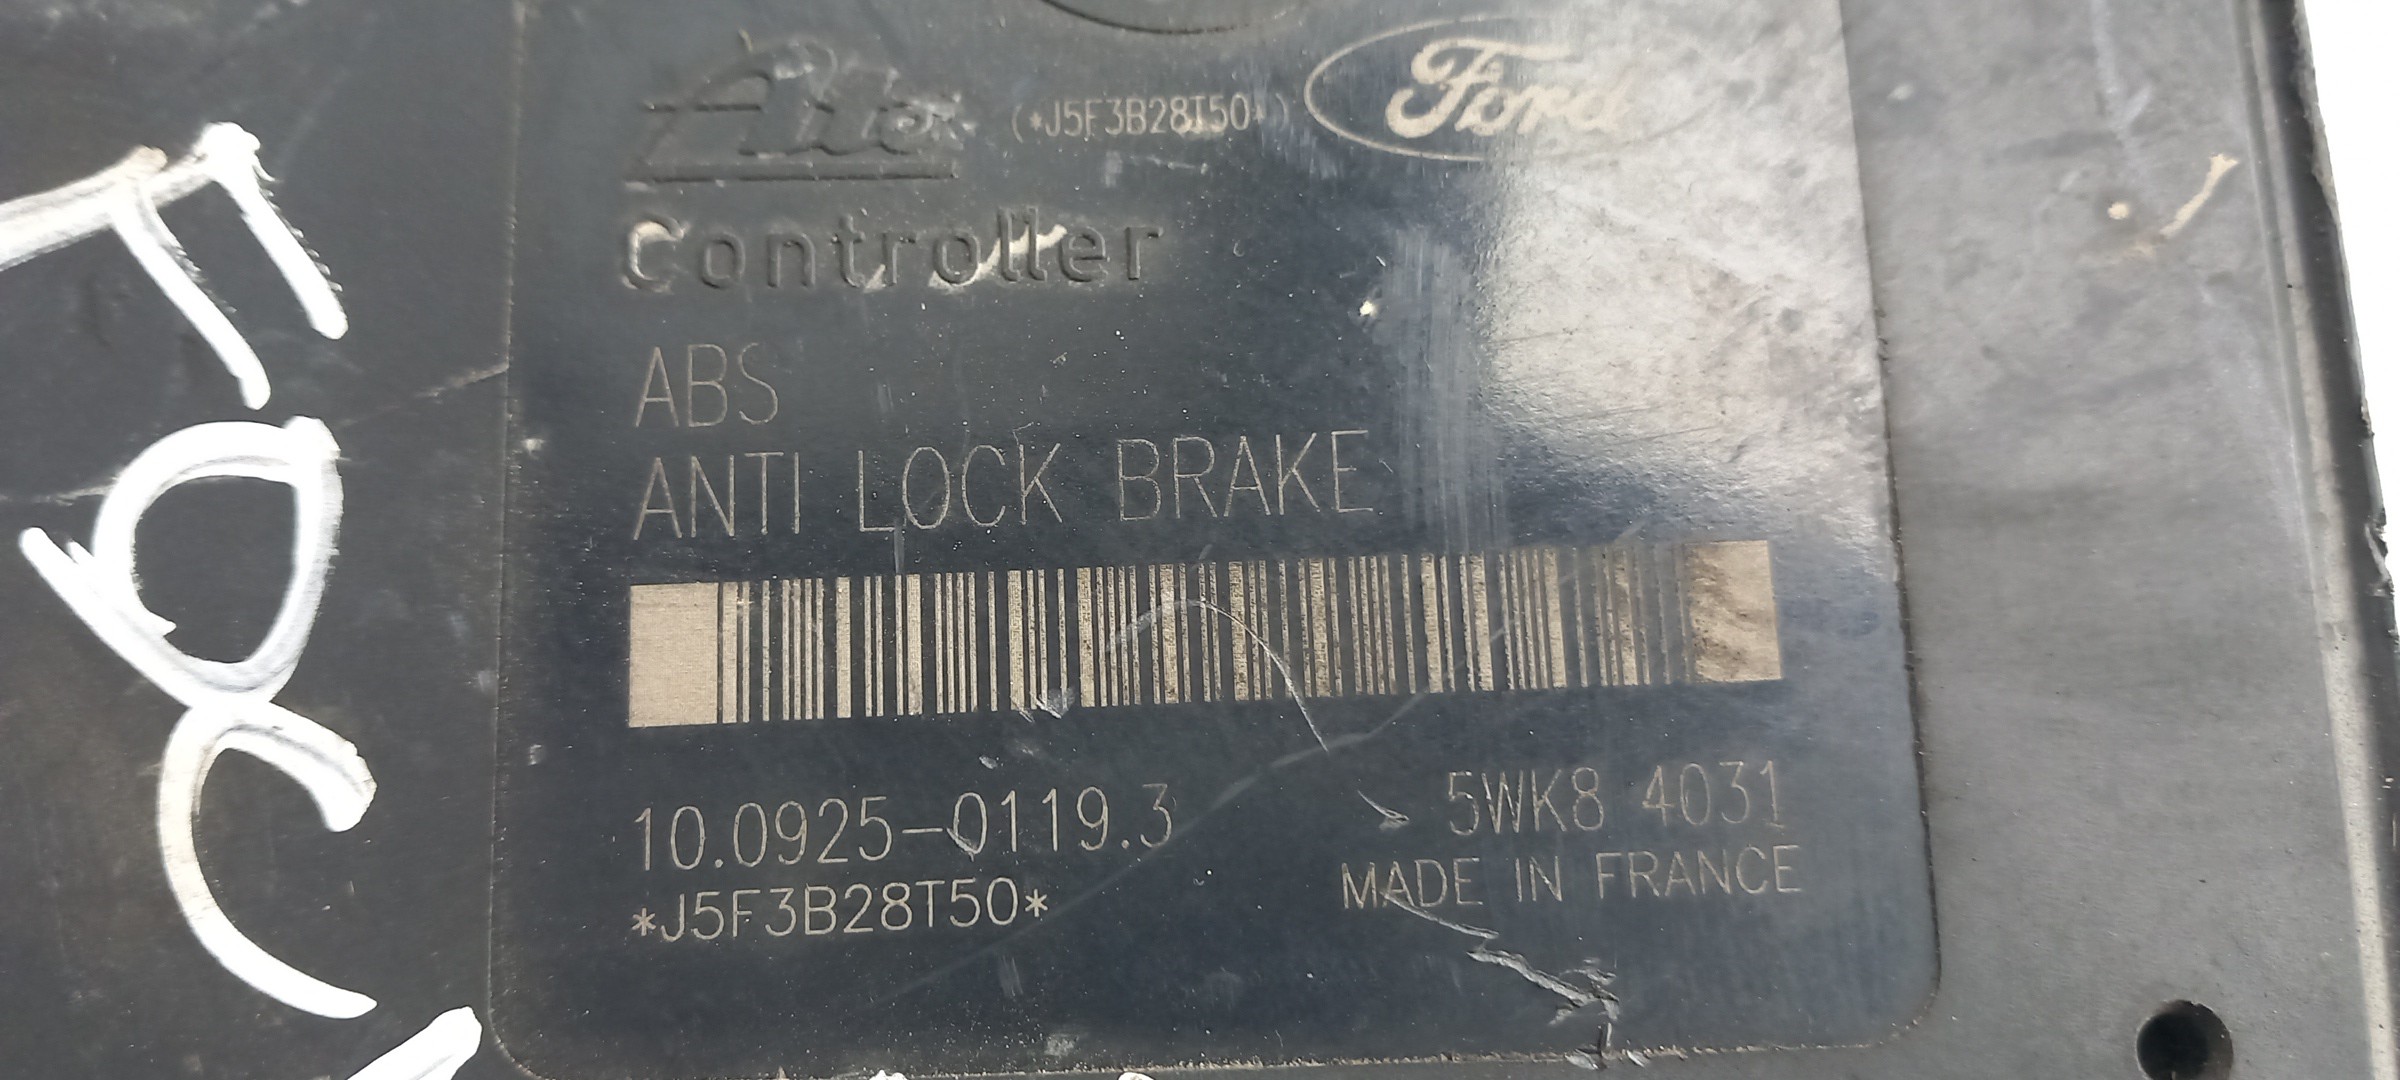 Ate (*J5F3B28T50*) Ford
Controller
ABS
ANTI LOCK BRAKE
10.0925-0119.3 5WK8 4031
*J5F3B28T50* MADE IN FRANCE